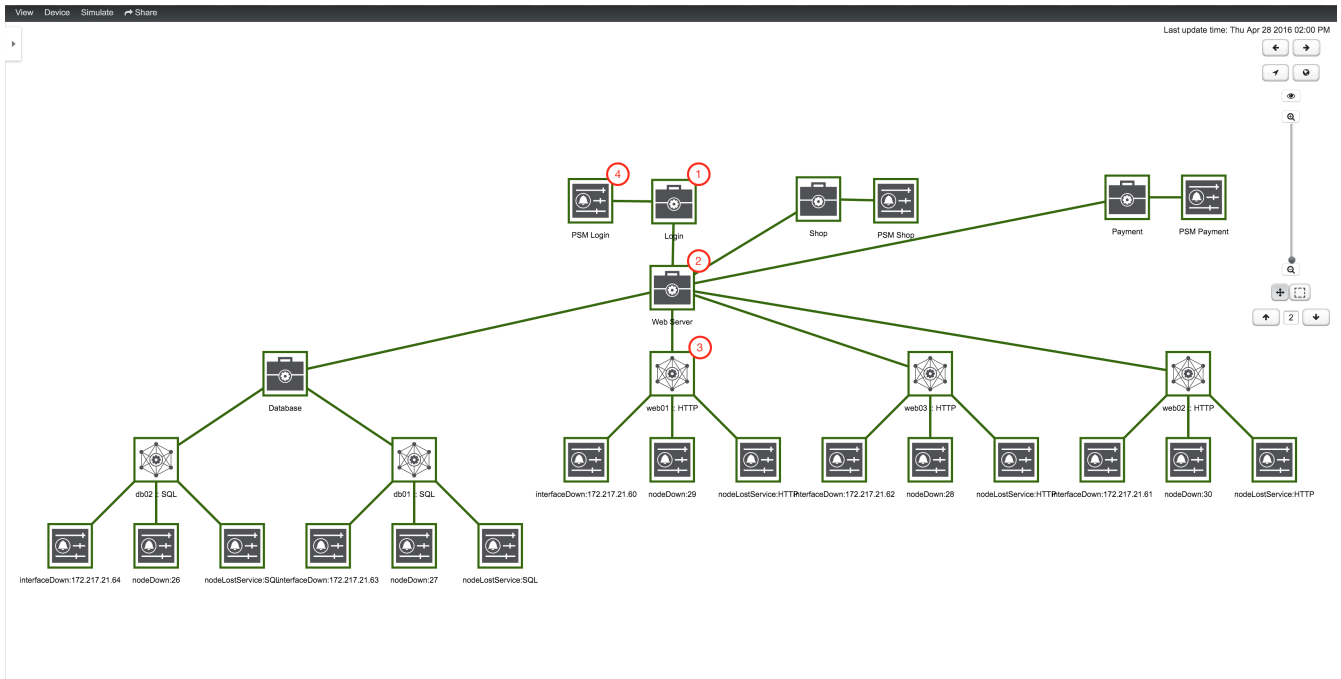 View Device Simulate Share
Last update time: Thu Apr 28 2016 02:00 PM
4
1
PSM Login
Login
Shop
PSM Shop
Payment
PSM Payment
2
Web Server
2
3
Database
web01 :: HTTP
web03 :: HTTP
web02 :: HTTP
db02 :: SQL
db01 :: SQL
interfaceDown:172.217.21.60
nodeDown:29
nodeLostService:HTTP
interfaceDown:172.217.21.62
nodeDown:28
nodeLostService:HTTP
interfaceDown:172.217.21.61
nodeDown:30
nodeLostService:HTTP
interfaceDown:172.217.21.64
nodeDown:26
nodeLostService:SQL
interfaceDown:172.217.21.63
nodeDown:27
nodeLostService:SQL